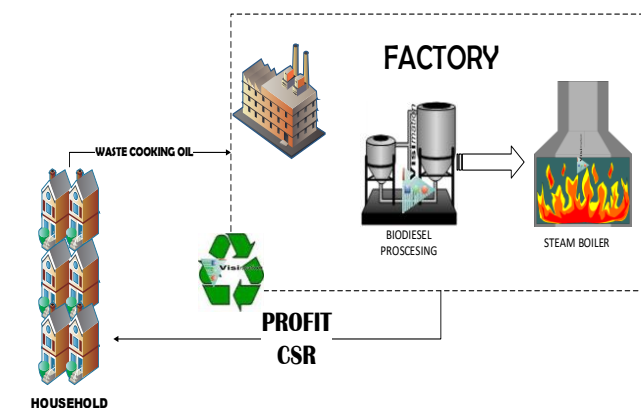 FACTORY
WASTE COOKING OIL
BIODIESEL
PROSCESING
STEAM BOILER
PROFIT
CSR
HOUSEHOLD